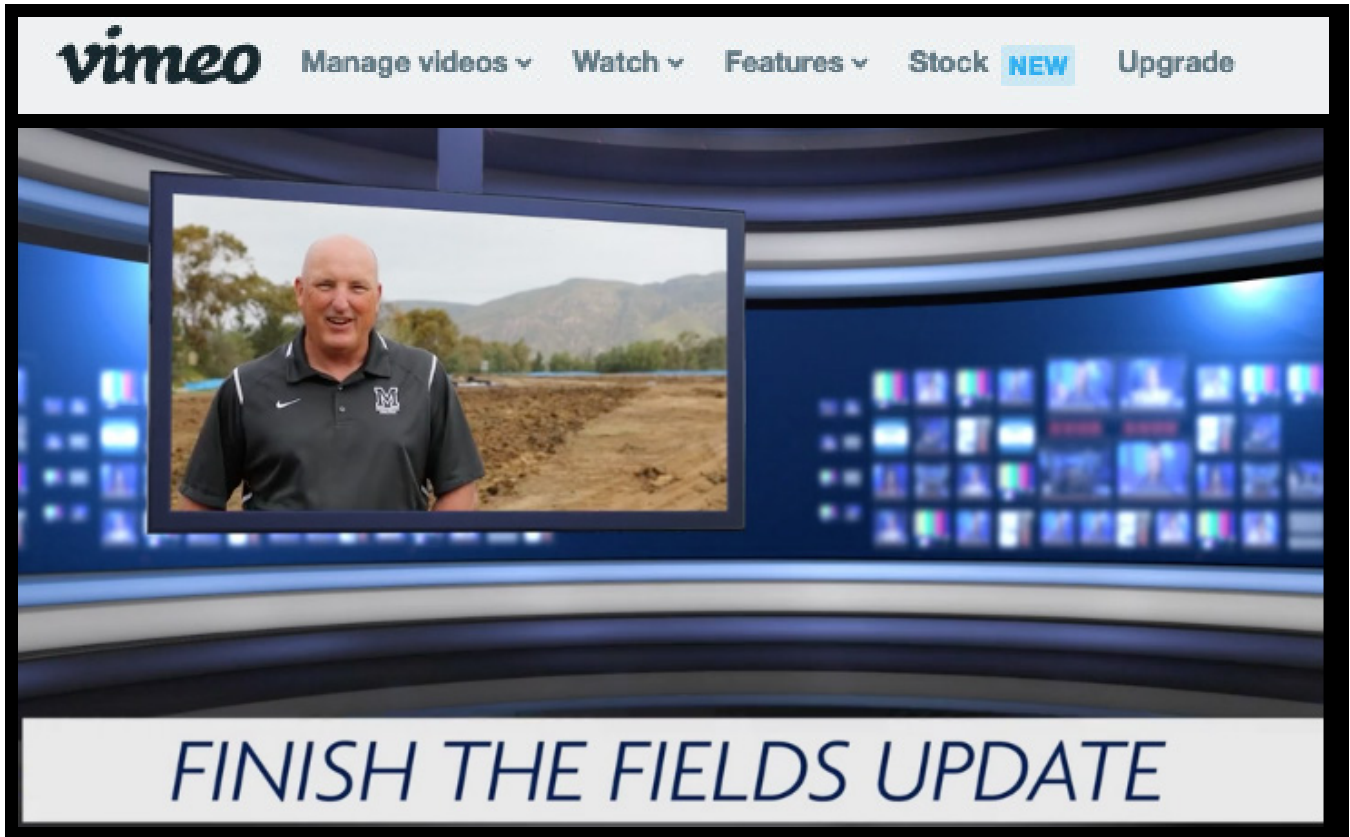 vimeo Manage videos Watch Features Stock NEW Upgrade
M
FINISH THE FIELDS UPDATE